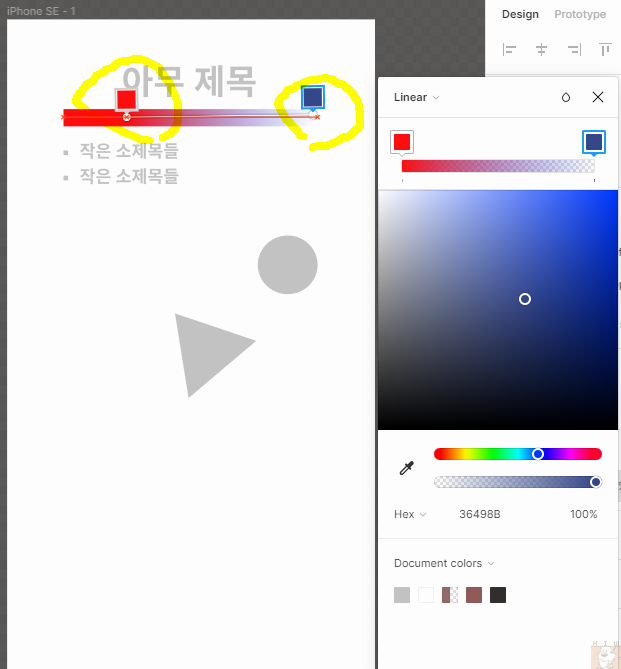 iPhone SE - 1
Design Prototype
아무 제목
작은 소제목들
작은 소제목들
Linear
Hex 36498B 100%
Document colors